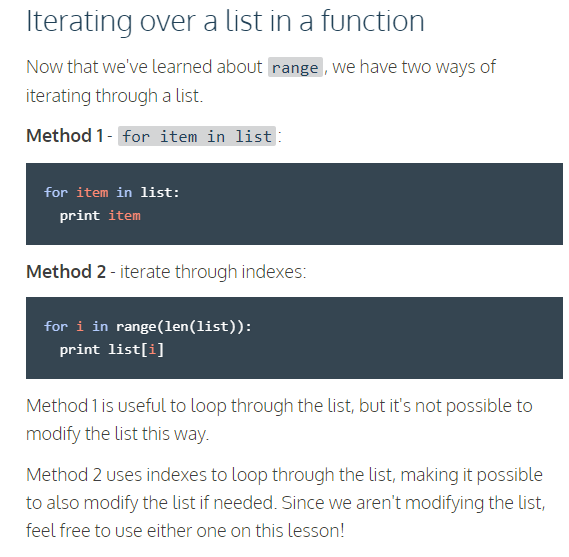 Iterating over a list in a function
Now that we've learned about range, we have two ways of
iterating through a list.
Method 1 - for item in list:
for item in list:
  print item
Method 2 - iterate through indexes:
for i in range(len(list)):
  print list[i]
Method 1 is useful to loop through the list, but it's not possible to
modify the list this way.
Method 2 uses indexes to loop through the list, making it possible
to also modify the list if needed. Since we aren't modifying the list,
feel free to use either one on this lesson!